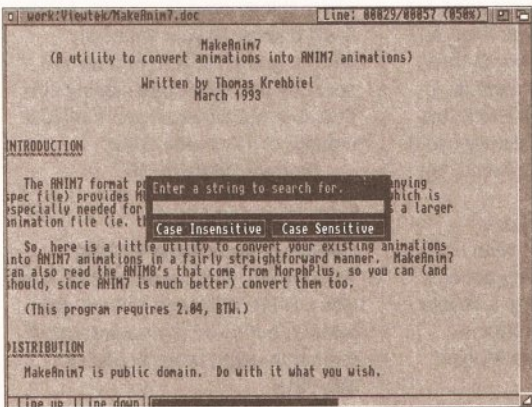 work:Viewtek/MakeAnim7.doc
Line: 00029/00057 (050%)
MakeAnim7
(A utility to convert animations into ANIM7 animations)
Written by Thomas Krehbiel
March 1993
INTRODUCTION
The ANIM7 format p
anying
spec file) provides M
hich is
especially needed for
s a larger
animation file (ie. t
Enter a string to search for.
Case Insensitive
Case Sensitive
So, here is a little utility to convert your existing animations
into ANIM7 animations in a fairly straightforward manner. MakeAnim7
can also read the ANIM8's that come from MorphPlus, so you can (and
should, since ANIM7 is much better) convert them too.
(This program requires 2.04, BTW.)
DISTRIBUTION
MakeAnim7 is public domain. Do with it what you wish.
Line up
Line down